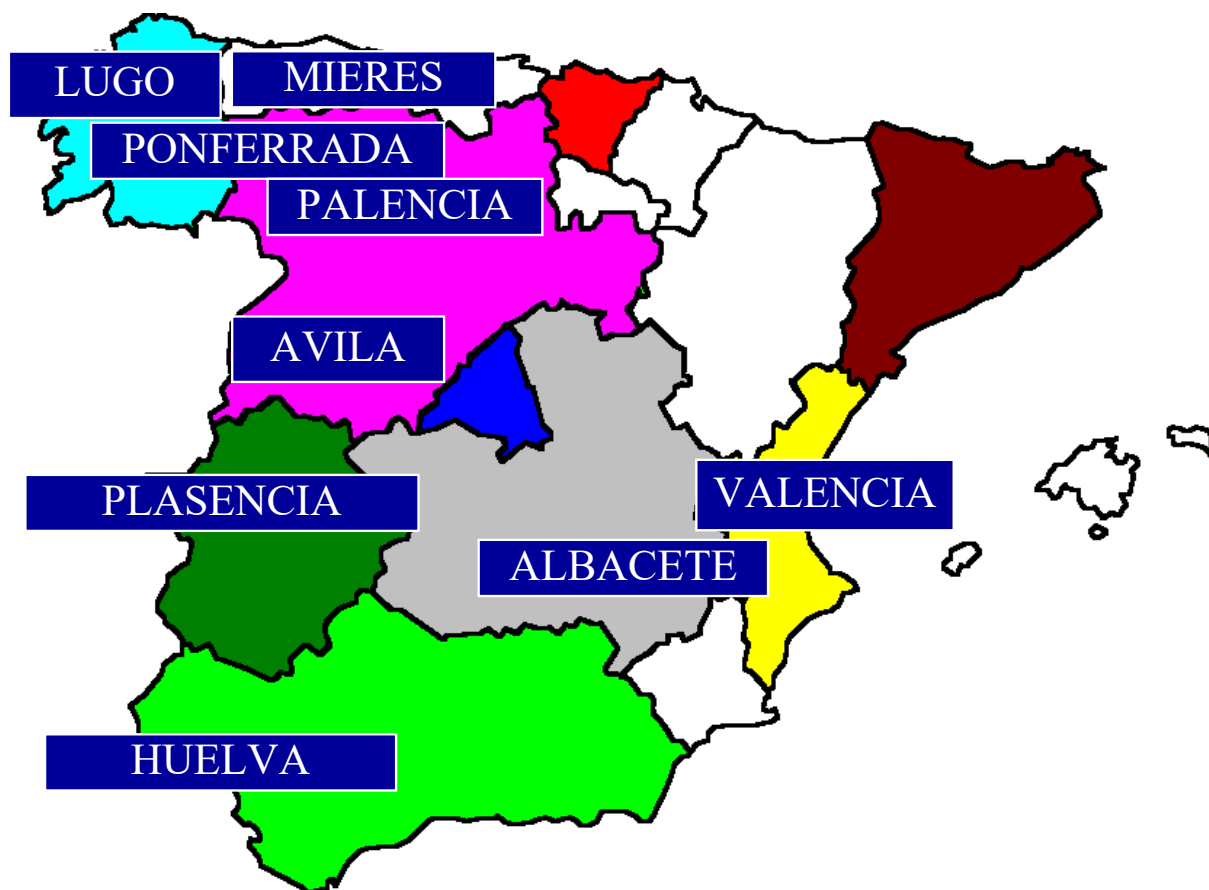 LUGO
MIERES
PONFERRADA
PALENCIA
AVILA
PLASENCIA
VALENCIA
ALBACETE
HUELVA